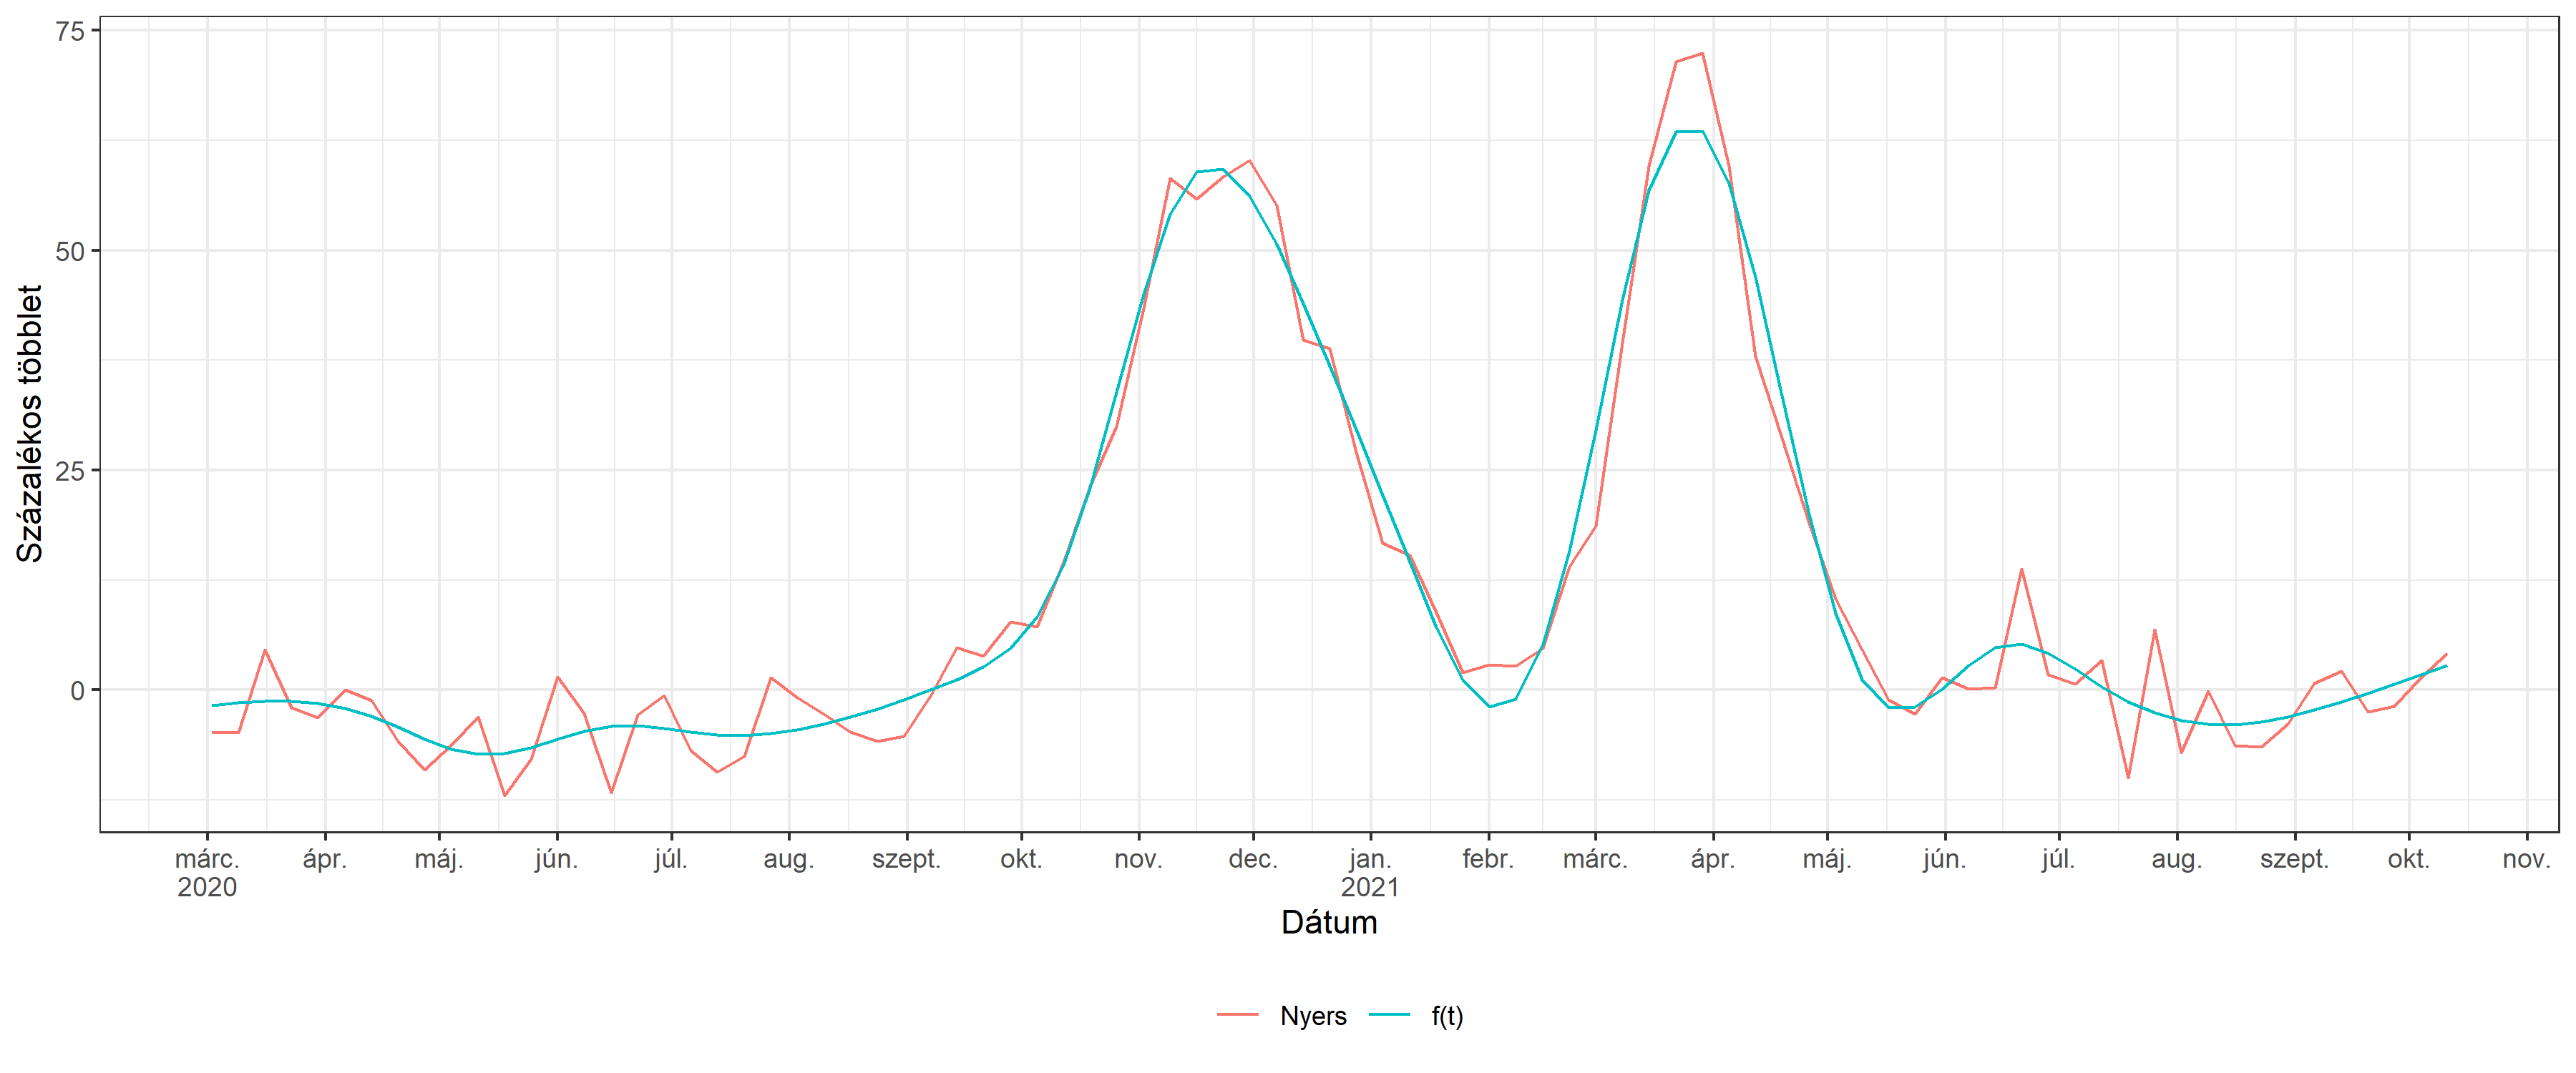 75
50
25
0
Százalékos többlet
márc. ápr. máj. jún. júl. aug. szept. okt. nov. dec. jan. febr. márc. ápr. máj. jún. júl. aug. szept. okt. nov.
2020 2021
Dátum
Nyers f(t)